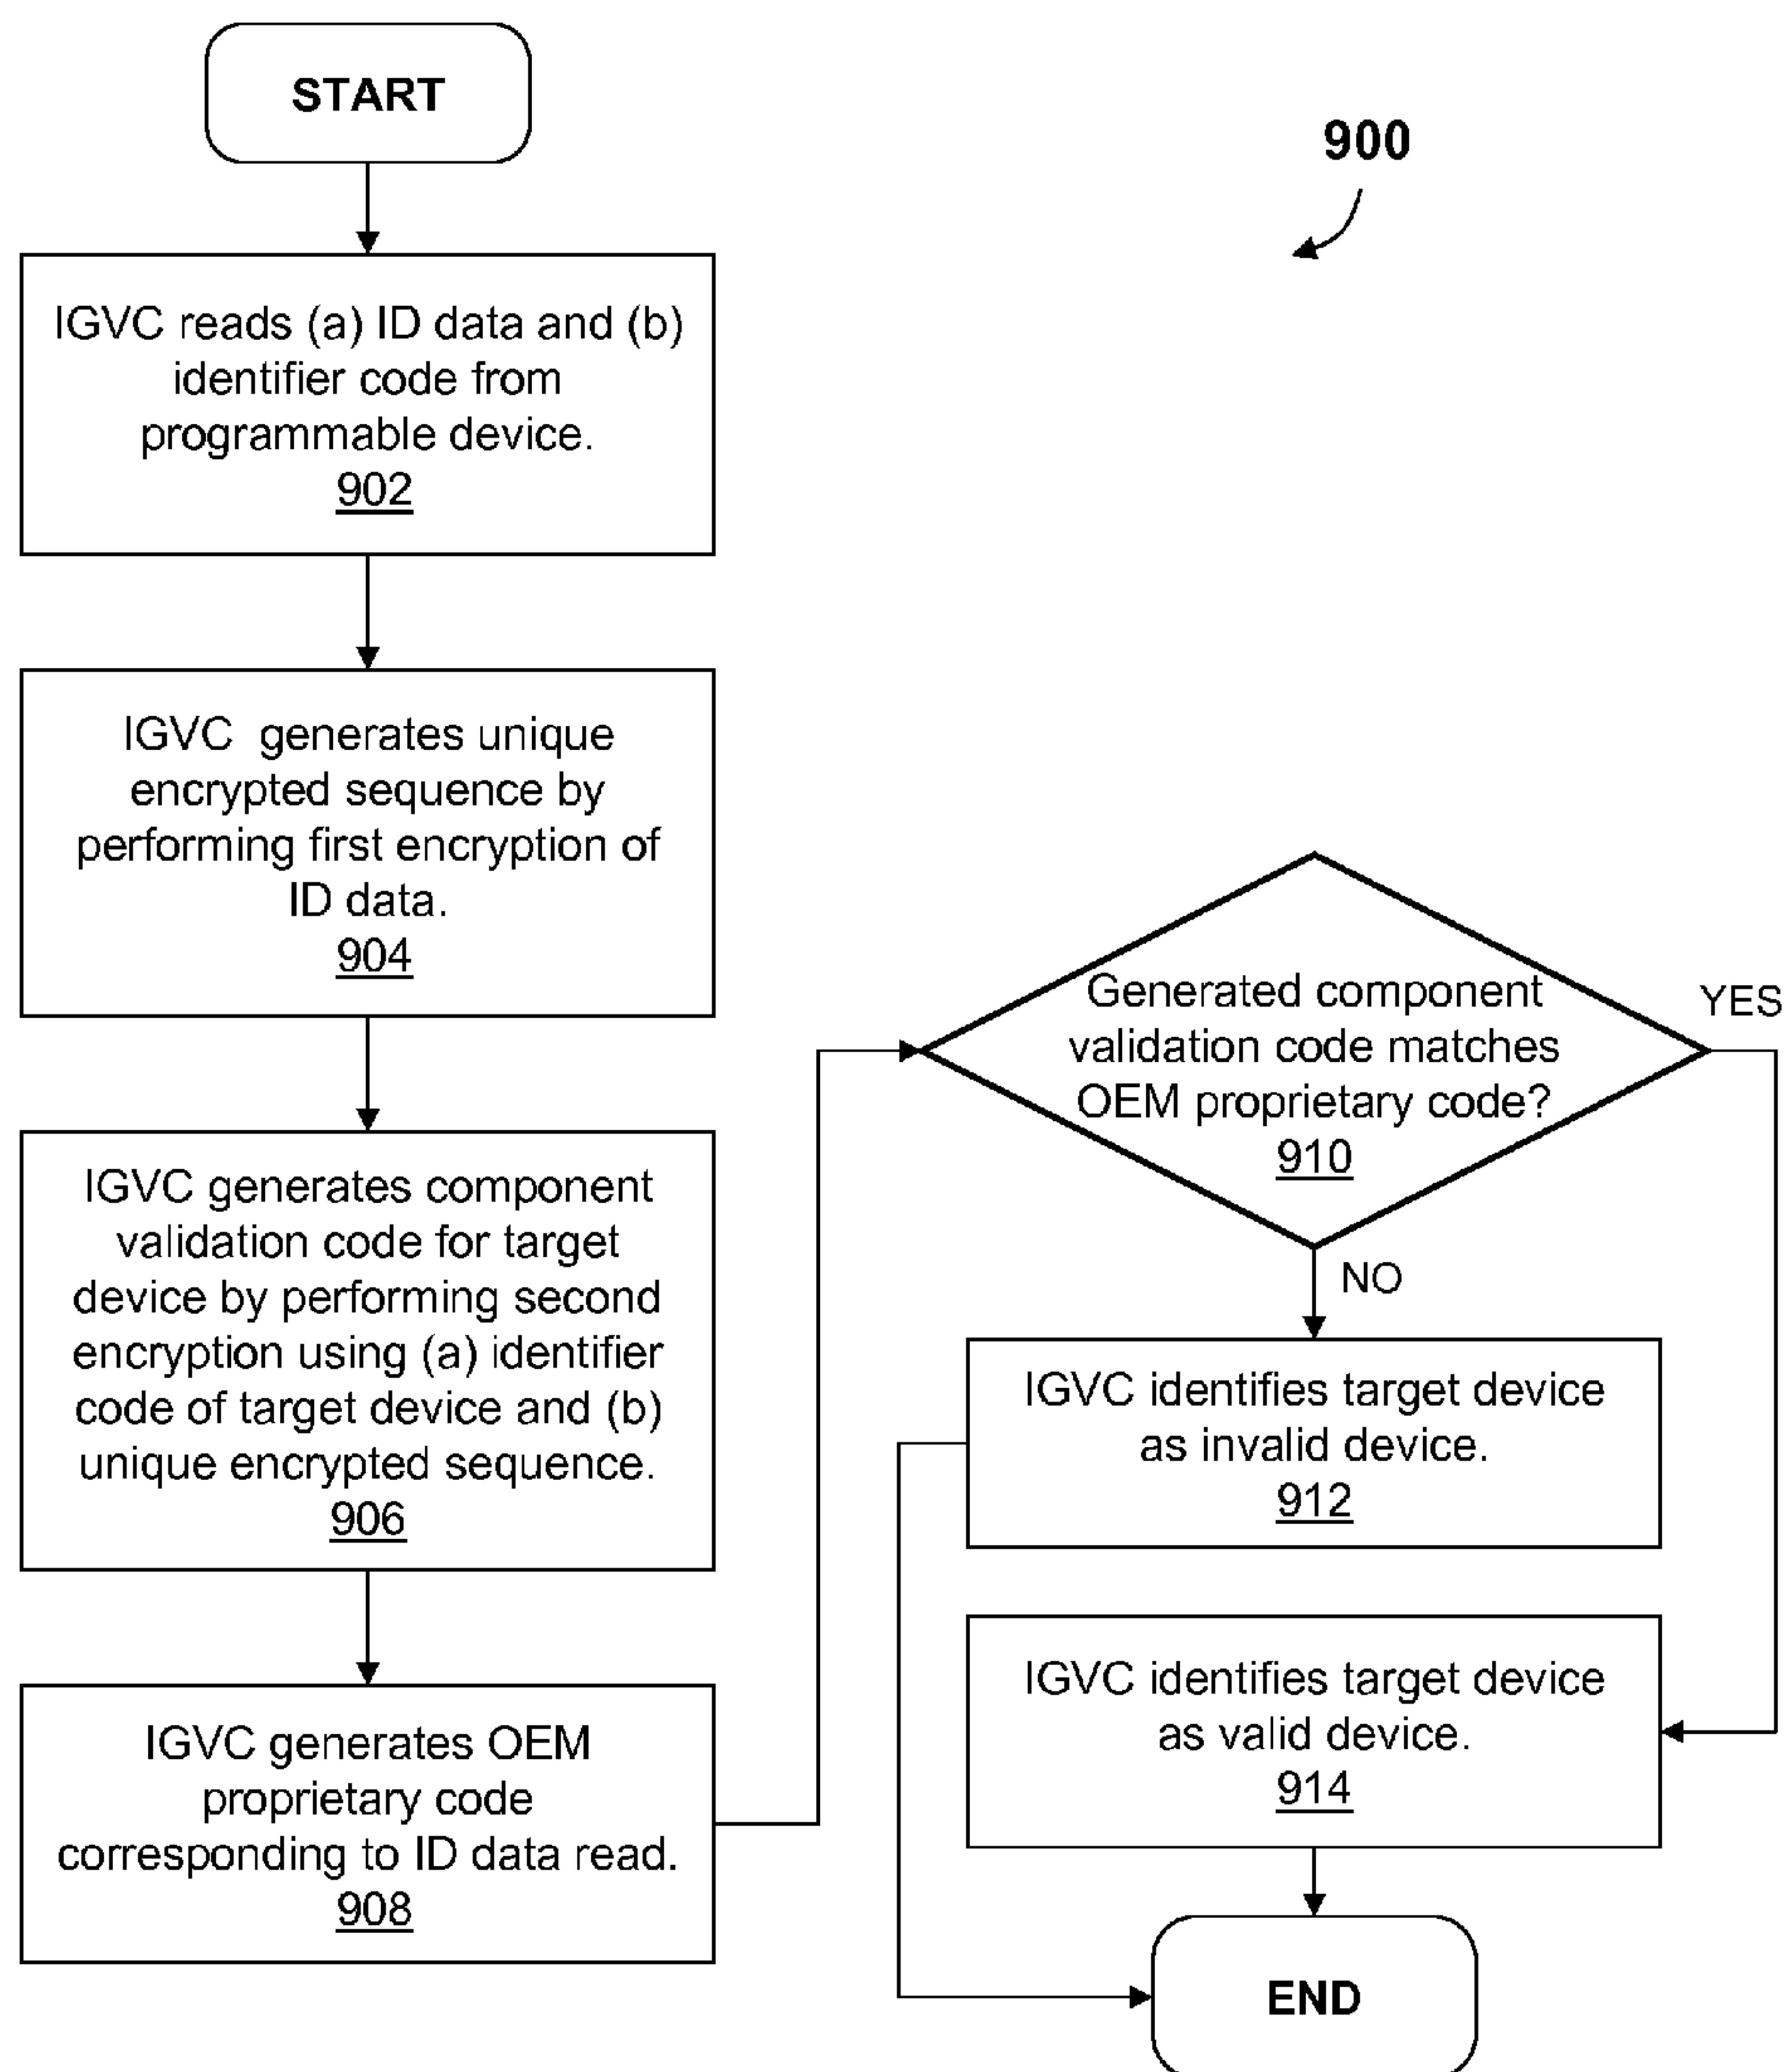 START
900
IGVC reads (a) ID data and (b)
identifier code from
programmable device.
902
IGVC generates unique
encrypted sequence by
performing first encryption of
ID data.
904
IGVC generates component
validation code for target
device by performing second
encryption using (a) identifier
code of target device and (b)
unique encrypted sequence.
906
IGVC generates OEM
proprietary code
corresponding to ID data read.
908
Generated component
validation code matches
OEM proprietary code?
910
YES
NO
IGVC identifies target device
as invalid device.
912
IGVC identifies target device
as valid device.
914
END